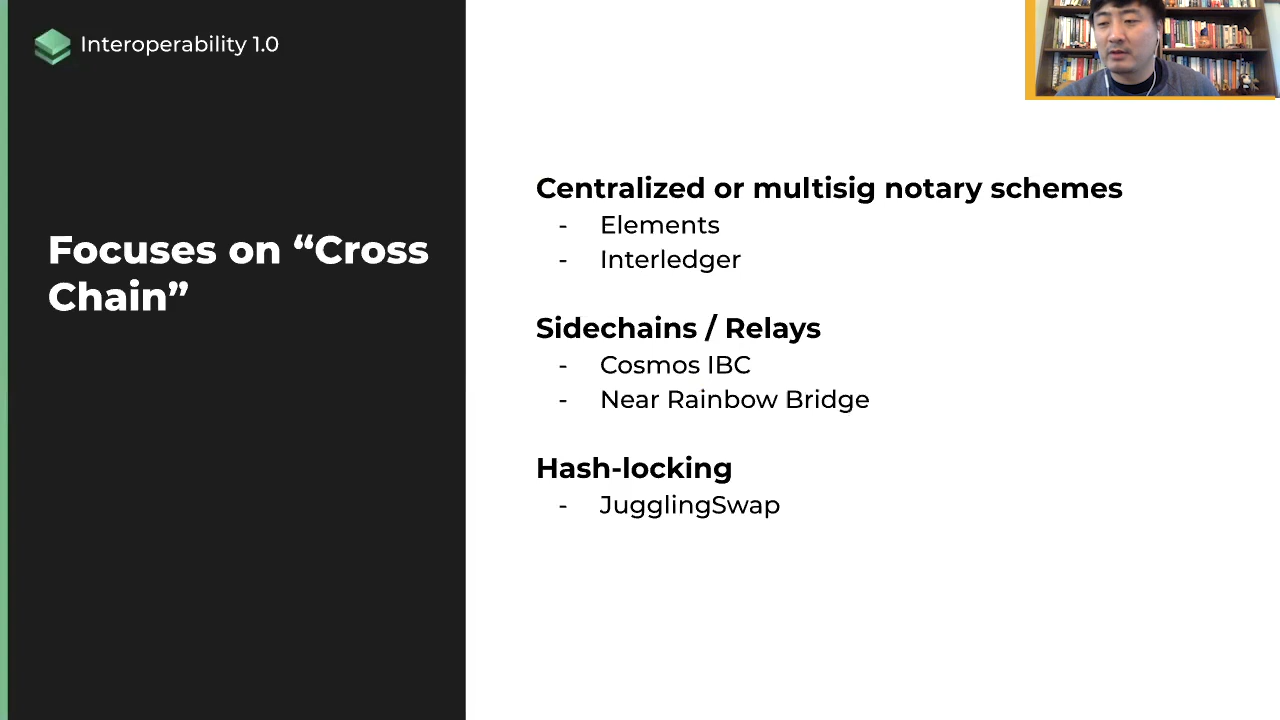 Interoperability 1.0
Focuses on “Cross
Chain”
Centralized or multisig notary schemes
- Elements
- Interledger
Sidechains / Relays
- Cosmos IBC
- Near Rainbow Bridge
Hash-locking
- JugglingSwap